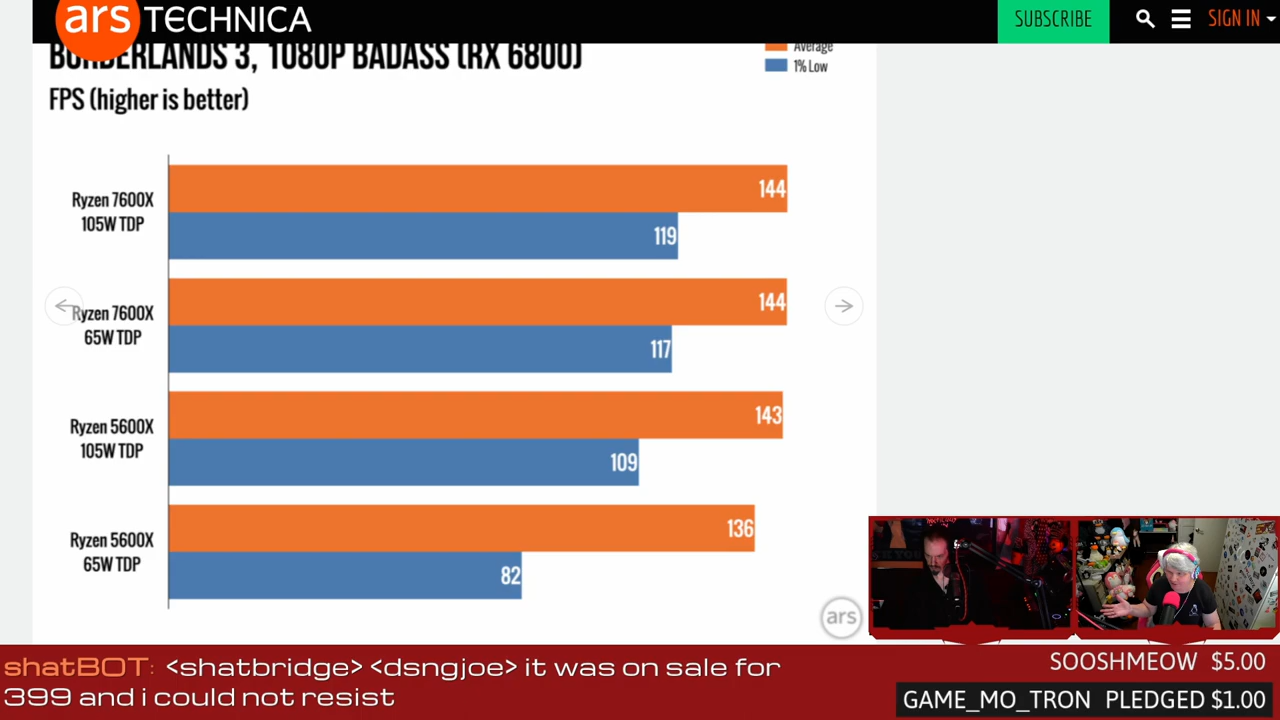 ars TECHNICA
SUBSCRIBE
SIGN IN
BORDERLANDS 3, 1080P BADASS (RX 6800)
Average
1% Low
FPS (higher is better)
Ryzen 7600X
105W TDP
144
119
Ryzen 7600X
65W TDP
144
117
Ryzen 5600X
105W TDP
143
109
Ryzen 5600X
65W TDP
136
82
ars
shatBOT: <shatbridge> <dsngjoe> it was on sale for
399 and i could not resist
SOOSHMEOW $5.00
GAME_MO_TRON PLEDGED $1.00